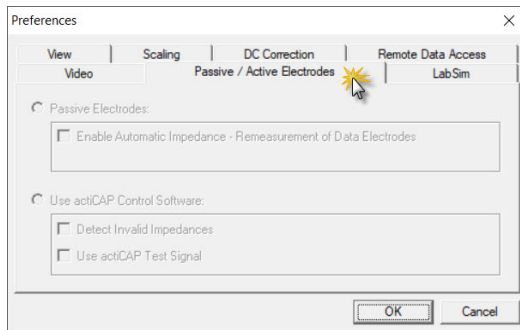 Preferences
View Scaling DC Correction Remote Data Access
Video Passive / Active Electrodes LabSim
Passive Electrodes:
Enable Automatic Impedance - Remeasurement of Data Electrodes
Use actiCAP Control Software:
Detect Invalid Impedances
Use actiCAP Test Signal
OK Cancel